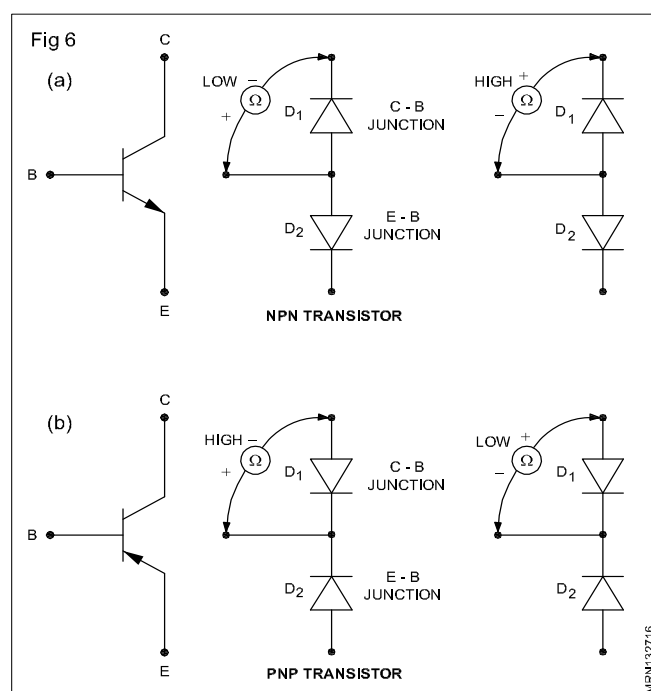 Fig 6
(a)
C
B
E
LOW
−
+
Ω
D1
C - B
JUNCTION
D2
E - B
JUNCTION
HIGH
+
−
Ω
D1
D2
NPN TRANSISTOR
(b)
C
B
E
HIGH
−
+
Ω
D1
C - B
JUNCTION
D2
E - B
JUNCTION
LOW
+
−
Ω
D1
D2
PNP TRANSISTOR
MRN132716